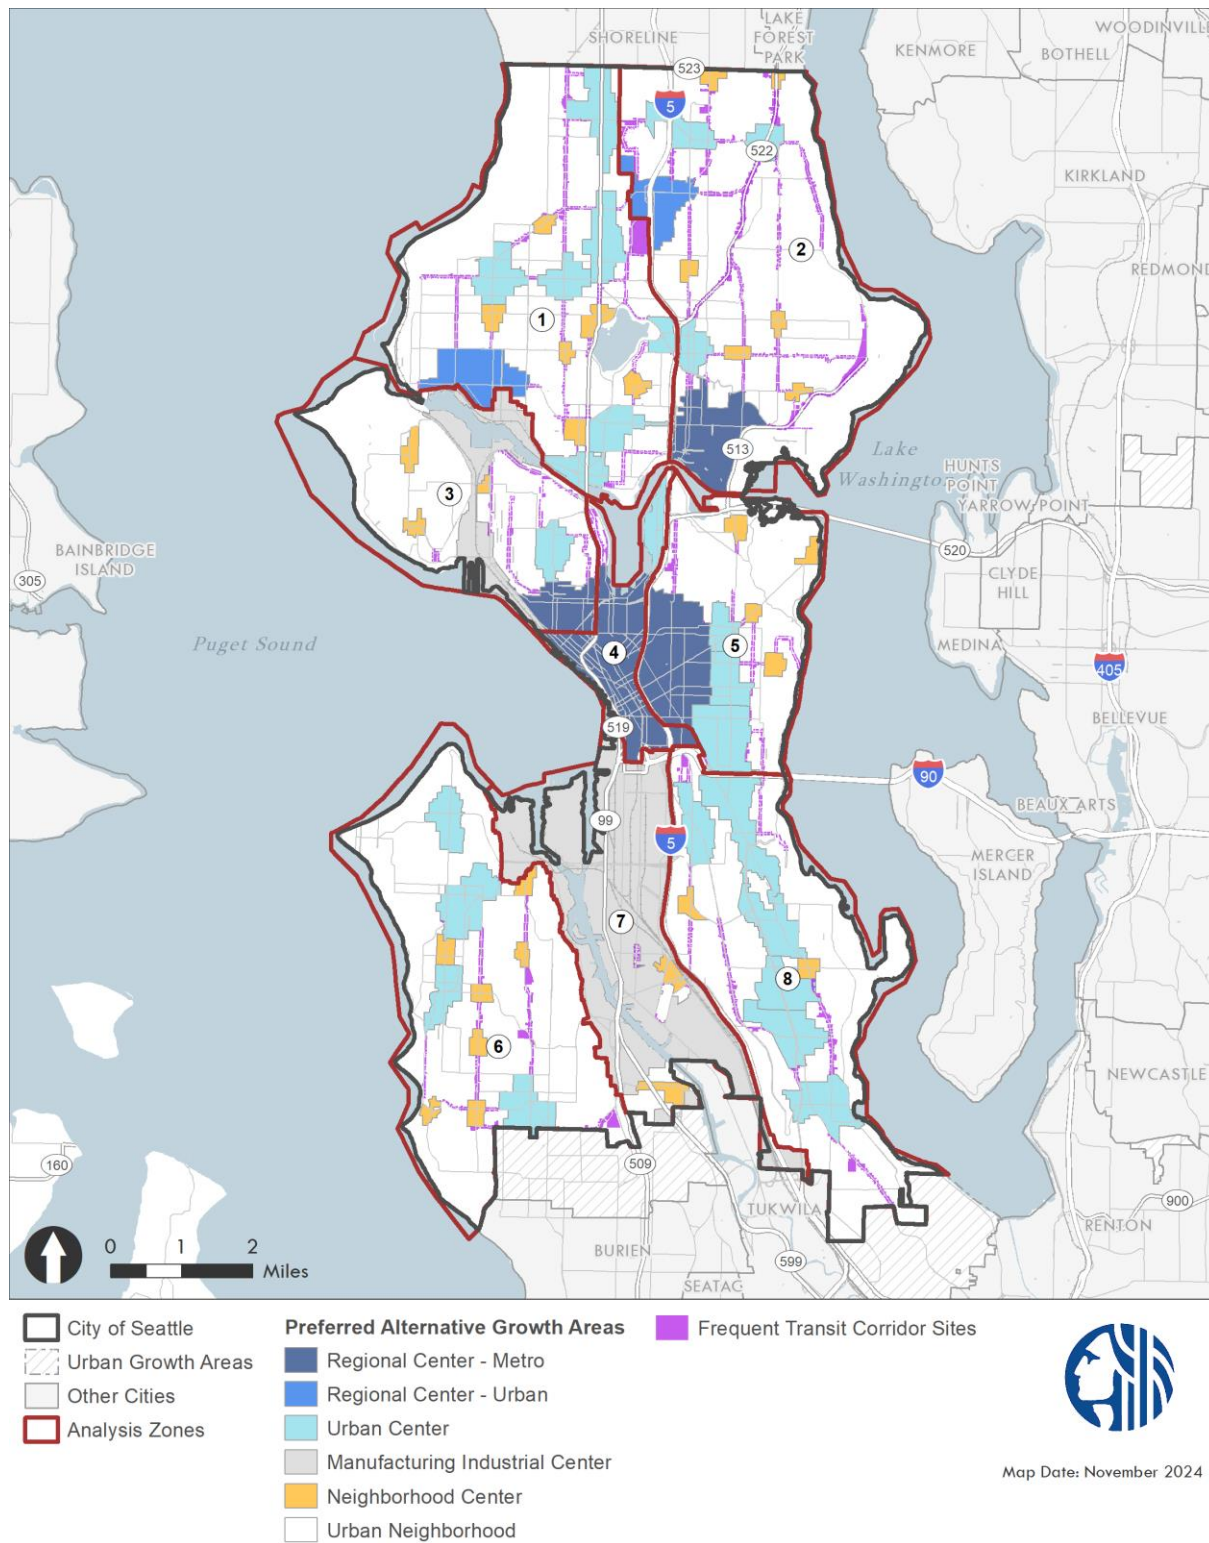 SHORELINE
LAKE
FOREST
PARK
WOODINVILLE
KENMORE
BOTHELL
523
5
522
KIRKLAND
2
REDMOND
1
513
Lake
Washington
HUNTS
POINT
YARROW POINT
3
520
BAINBRIDGE
ISLAND
305
CLYDE
HILL
Puget Sound
4
5
MEDINA
405
519
BELLEVUE
90
BEAUX ARTS
99
5
MERCER
ISLAND
7
8
6
NEWCASTLE
160
509
TUKWILA
900
RENTON
BURIEN
599
SEATAC
0 1 2
Miles
City of Seattle
Urban Growth Areas
Other Cities
Analysis Zones
Preferred Alternative Growth Areas
Regional Center - Metro
Regional Center - Urban
Urban Center
Manufacturing Industrial Center
Neighborhood Center
Urban Neighborhood
Frequent Transit Corridor Sites
Map Date: November 2024